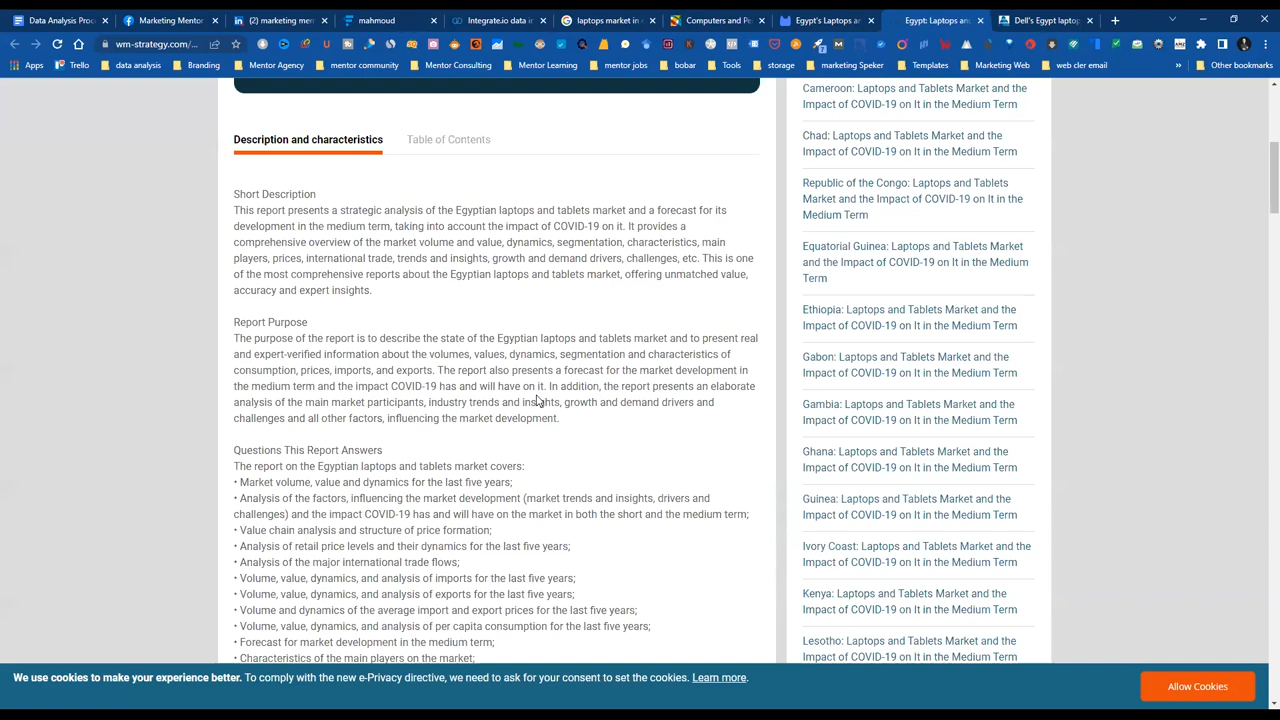 Data Analysis Proc
Marketing Mentor
(2) marketing men
mahmoud
Integrate.io data in
laptops market in e
Computers and Pe
Egypt's Laptops an
Egypt: Laptops and
Dell's Egypt laptop
wm-strategy.com/...
Apps
Trello
data analysis
Branding
Mentor Agency
mentor community
Mentor Consulting
Mentor Learning
mentor jobs
bobar
Tools
storage
marketing Speker
Templates
Marketing Web
web cler email
Other bookmarks
Description and characteristics
Table of Contents
Short Description
This report presents a strategic analysis of the Egyptian laptops and tablets market and a forecast for its
development in the medium term, taking into account the impact of COVID-19 on it. It provides a
comprehensive overview of the market volume and value, dynamics, segmentation, characteristics, main
players, prices, international trade, trends and insights, growth and demand drivers, challenges, etc. This is one
of the most comprehensive reports about the Egyptian laptops and tablets market, offering unmatched value,
accuracy and expert insights.
Report Purpose
The purpose of the report is to describe the state of the Egyptian laptops and tablets market and to present real
and expert-verified information about the volumes, values, dynamics, segmentation and characteristics of
consumption, prices, imports, and exports. The report also presents a forecast for the market development in
the medium term and the impact COVID-19 has and will have on it. In addition, the report presents an elaborate
analysis of the main market participants, industry trends and insights, growth and demand drivers and
challenges and all other factors, influencing the market development.
Questions This Report Answers
The report on the Egyptian laptops and tablets market covers:
• Market volume, value and dynamics for the last five years;
• Analysis of the factors, influencing the market development (market trends and insights, drivers and
challenges) and the impact COVID-19 has and will have on the market in both the short and the medium term;
• Value chain analysis and structure of price formation;
• Analysis of retail price levels and their dynamics for the last five years;
• Analysis of the major international trade flows;
• Volume, value, dynamics, and analysis of imports for the last five years;
• Volume, value, dynamics, and analysis of exports for the last five years;
• Volume and dynamics of the average import and export prices for the last five years;
• Volume, value, dynamics, and analysis of per capita consumption for the last five years;
• Forecast for market development in the medium term;
• Characteristics of the main players on the market;
Cameroon: Laptops and Tablets Market and the
Impact of COVID-19 on It in the Medium Term
Chad: Laptops and Tablets Market and the
Impact of COVID-19 on It in the Medium Term
Republic of the Congo: Laptops and Tablets
Market and the Impact of COVID-19 on It in the
Medium Term
Equatorial Guinea: Laptops and Tablets Market
and the Impact of COVID-19 on It in the Medium
Term
Ethiopia: Laptops and Tablets Market and the
Impact of COVID-19 on It in the Medium Term
Gabon: Laptops and Tablets Market and the
Impact of COVID-19 on It in the Medium Term
Gambia: Laptops and Tablets Market and the
Impact of COVID-19 on It in the Medium Term
Ghana: Laptops and Tablets Market and the
Impact of COVID-19 on It in the Medium Term
Guinea: Laptops and Tablets Market and the
Impact of COVID-19 on It in the Medium Term
Ivory Coast: Laptops and Tablets Market and the
Impact of COVID-19 on It in the Medium Term
Kenya: Laptops and Tablets Market and the
Impact of COVID-19 on It in the Medium Term
Lesotho: Laptops and Tablets Market and the
Impact of COVID-19 on It in the Medium Term
We use cookies to make your experience better. To comply with the new e-Privacy directive, we need to ask for your consent to set the cookies. Learn more.
Allow Cookies